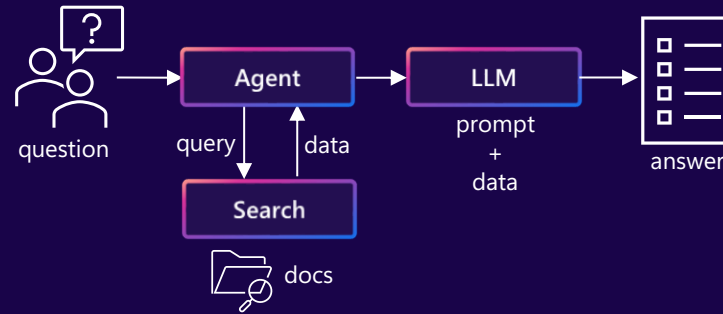 ?
Agent
LLM
question
query
data
prompt
+
data
answer
Search
docs